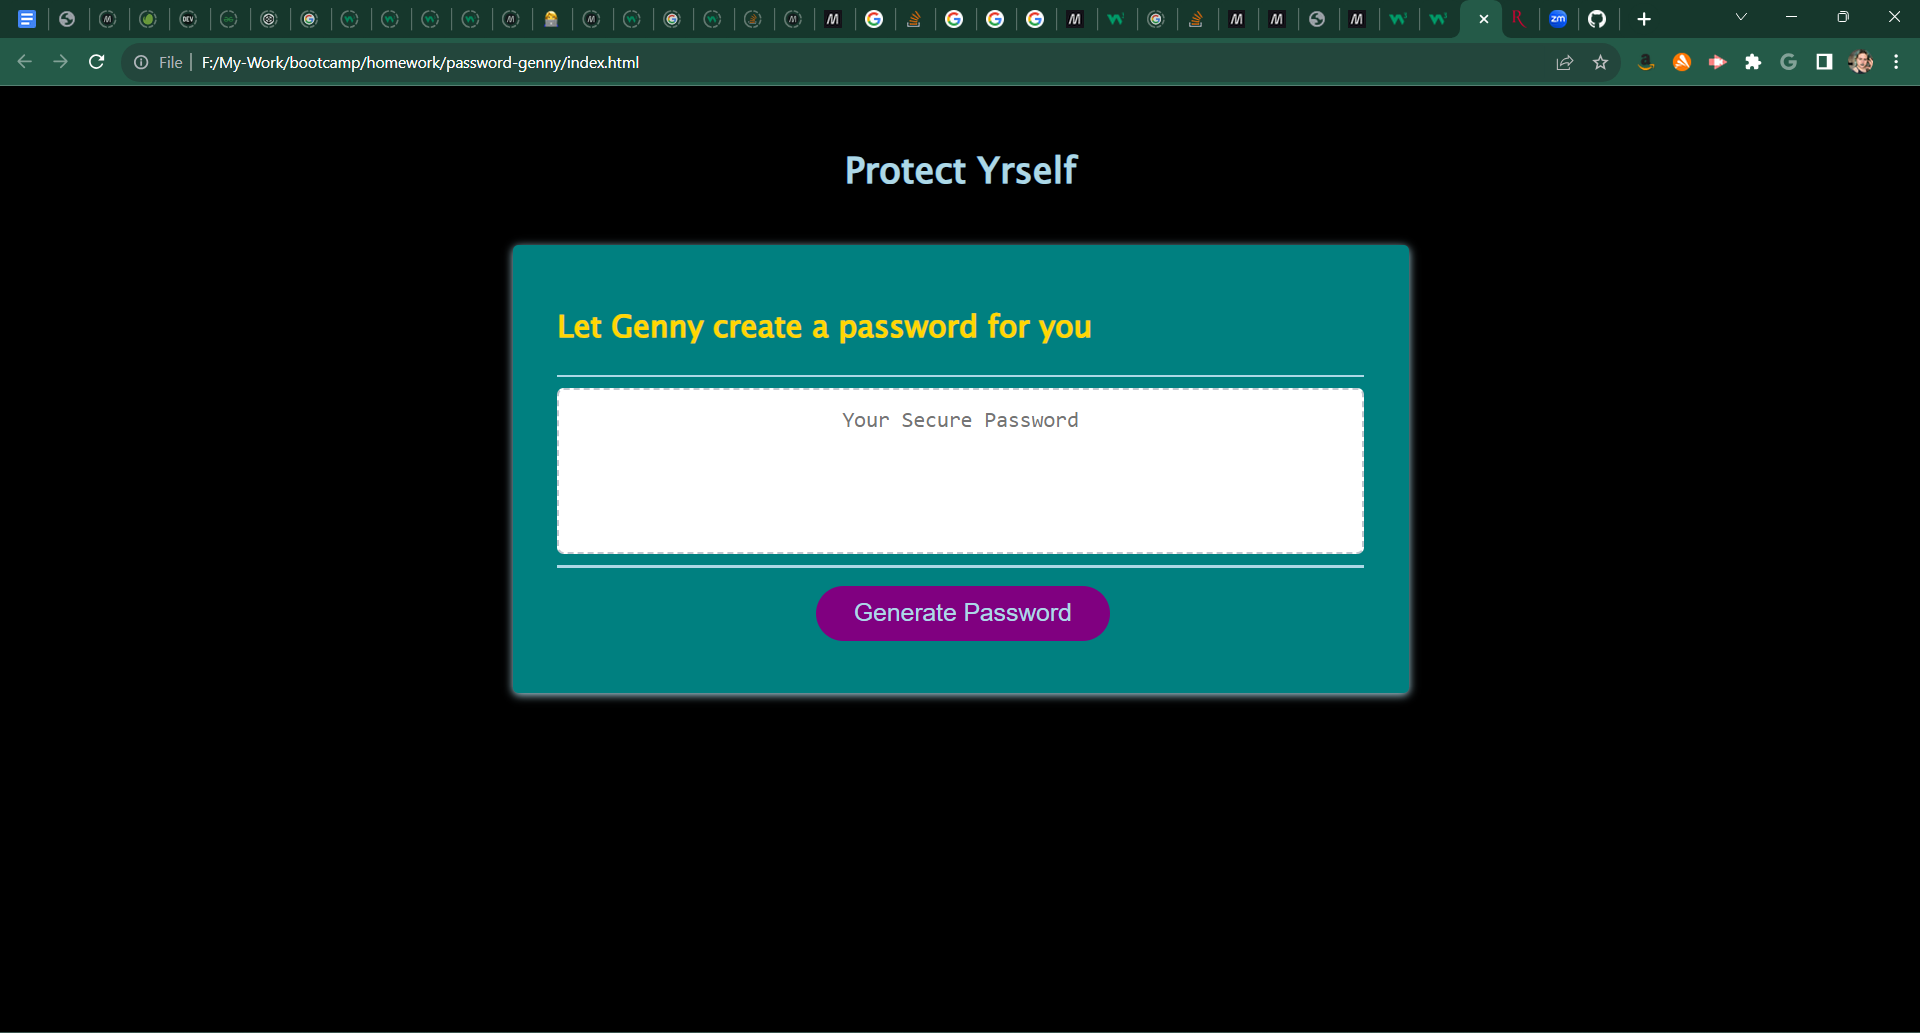 File
F:/My-Work/bootcamp/homework/password-genny/index.html
Protect Yrself
Let Genny create a password for you
Your Secure Password
Generate Password